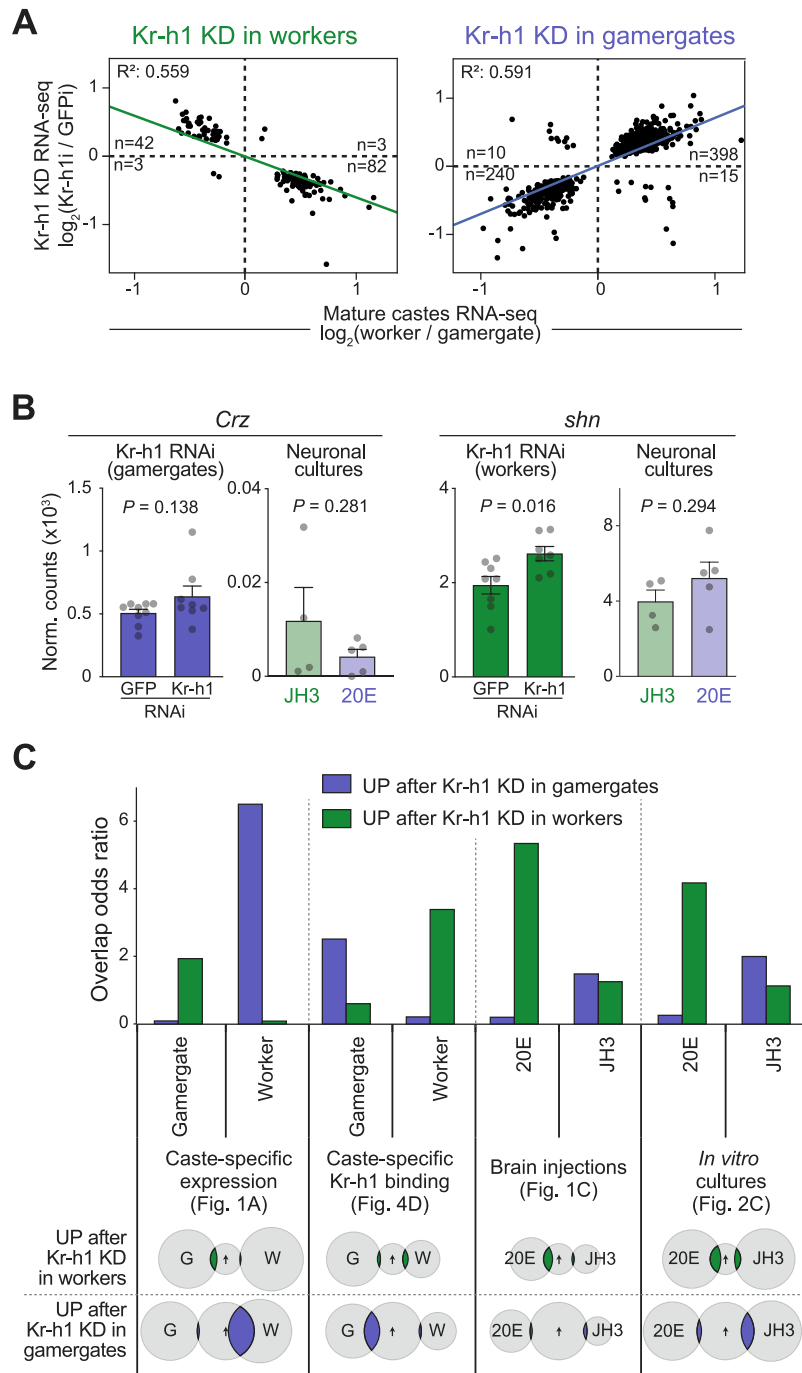 A
Kr-h1 KD in workers
Kr-h1 KD in gamergates
Kr-h1 KD RNA-seq
log2(Kr-h1i / GFPi)
R²: 0.559
n=42
n=3
n=3
n=82
1
0
-1
-1
0
1
R²: 0.591
n=10
n=240
n=398
n=15
1
0
-1
-1
0
1
Mature castes RNA-seq
log2(worker / gamergate)
B
Crz
shn
Kr-h1 RNAi
(gamergates)
Neuronal
cultures
Kr-h1 RNAi
(workers)
Neuronal
cultures
Norm. counts (x10³)
1.5
1
0.5
0
P = 0.138
GFP Kr-h1
RNAi
0.04
0.02
0
P = 0.281
JH3 20E
4
2
0
P = 0.016
GFP Kr-h1
RNAi
8
4
0
P = 0.294
JH3 20E
C
UP after Kr-h1 KD in gamergates
UP after Kr-h1 KD in workers
Overlap odds ratio
6
4
2
0
Gamergate
Worker
Gamergate
Worker
20E
JH3
20E
JH3
Caste-specific
expression
(Fig. 1A)
Caste-specific
Kr-h1 binding
(Fig. 4D)
Brain injections
(Fig. 1C)
In vitro
cultures
(Fig. 2C)
UP after
Kr-h1 KD
in workers
G W
G W
20E JH3
20E JH3
UP after
Kr-h1 KD in
gamergates
G W
G W
20E JH3
20E JH3